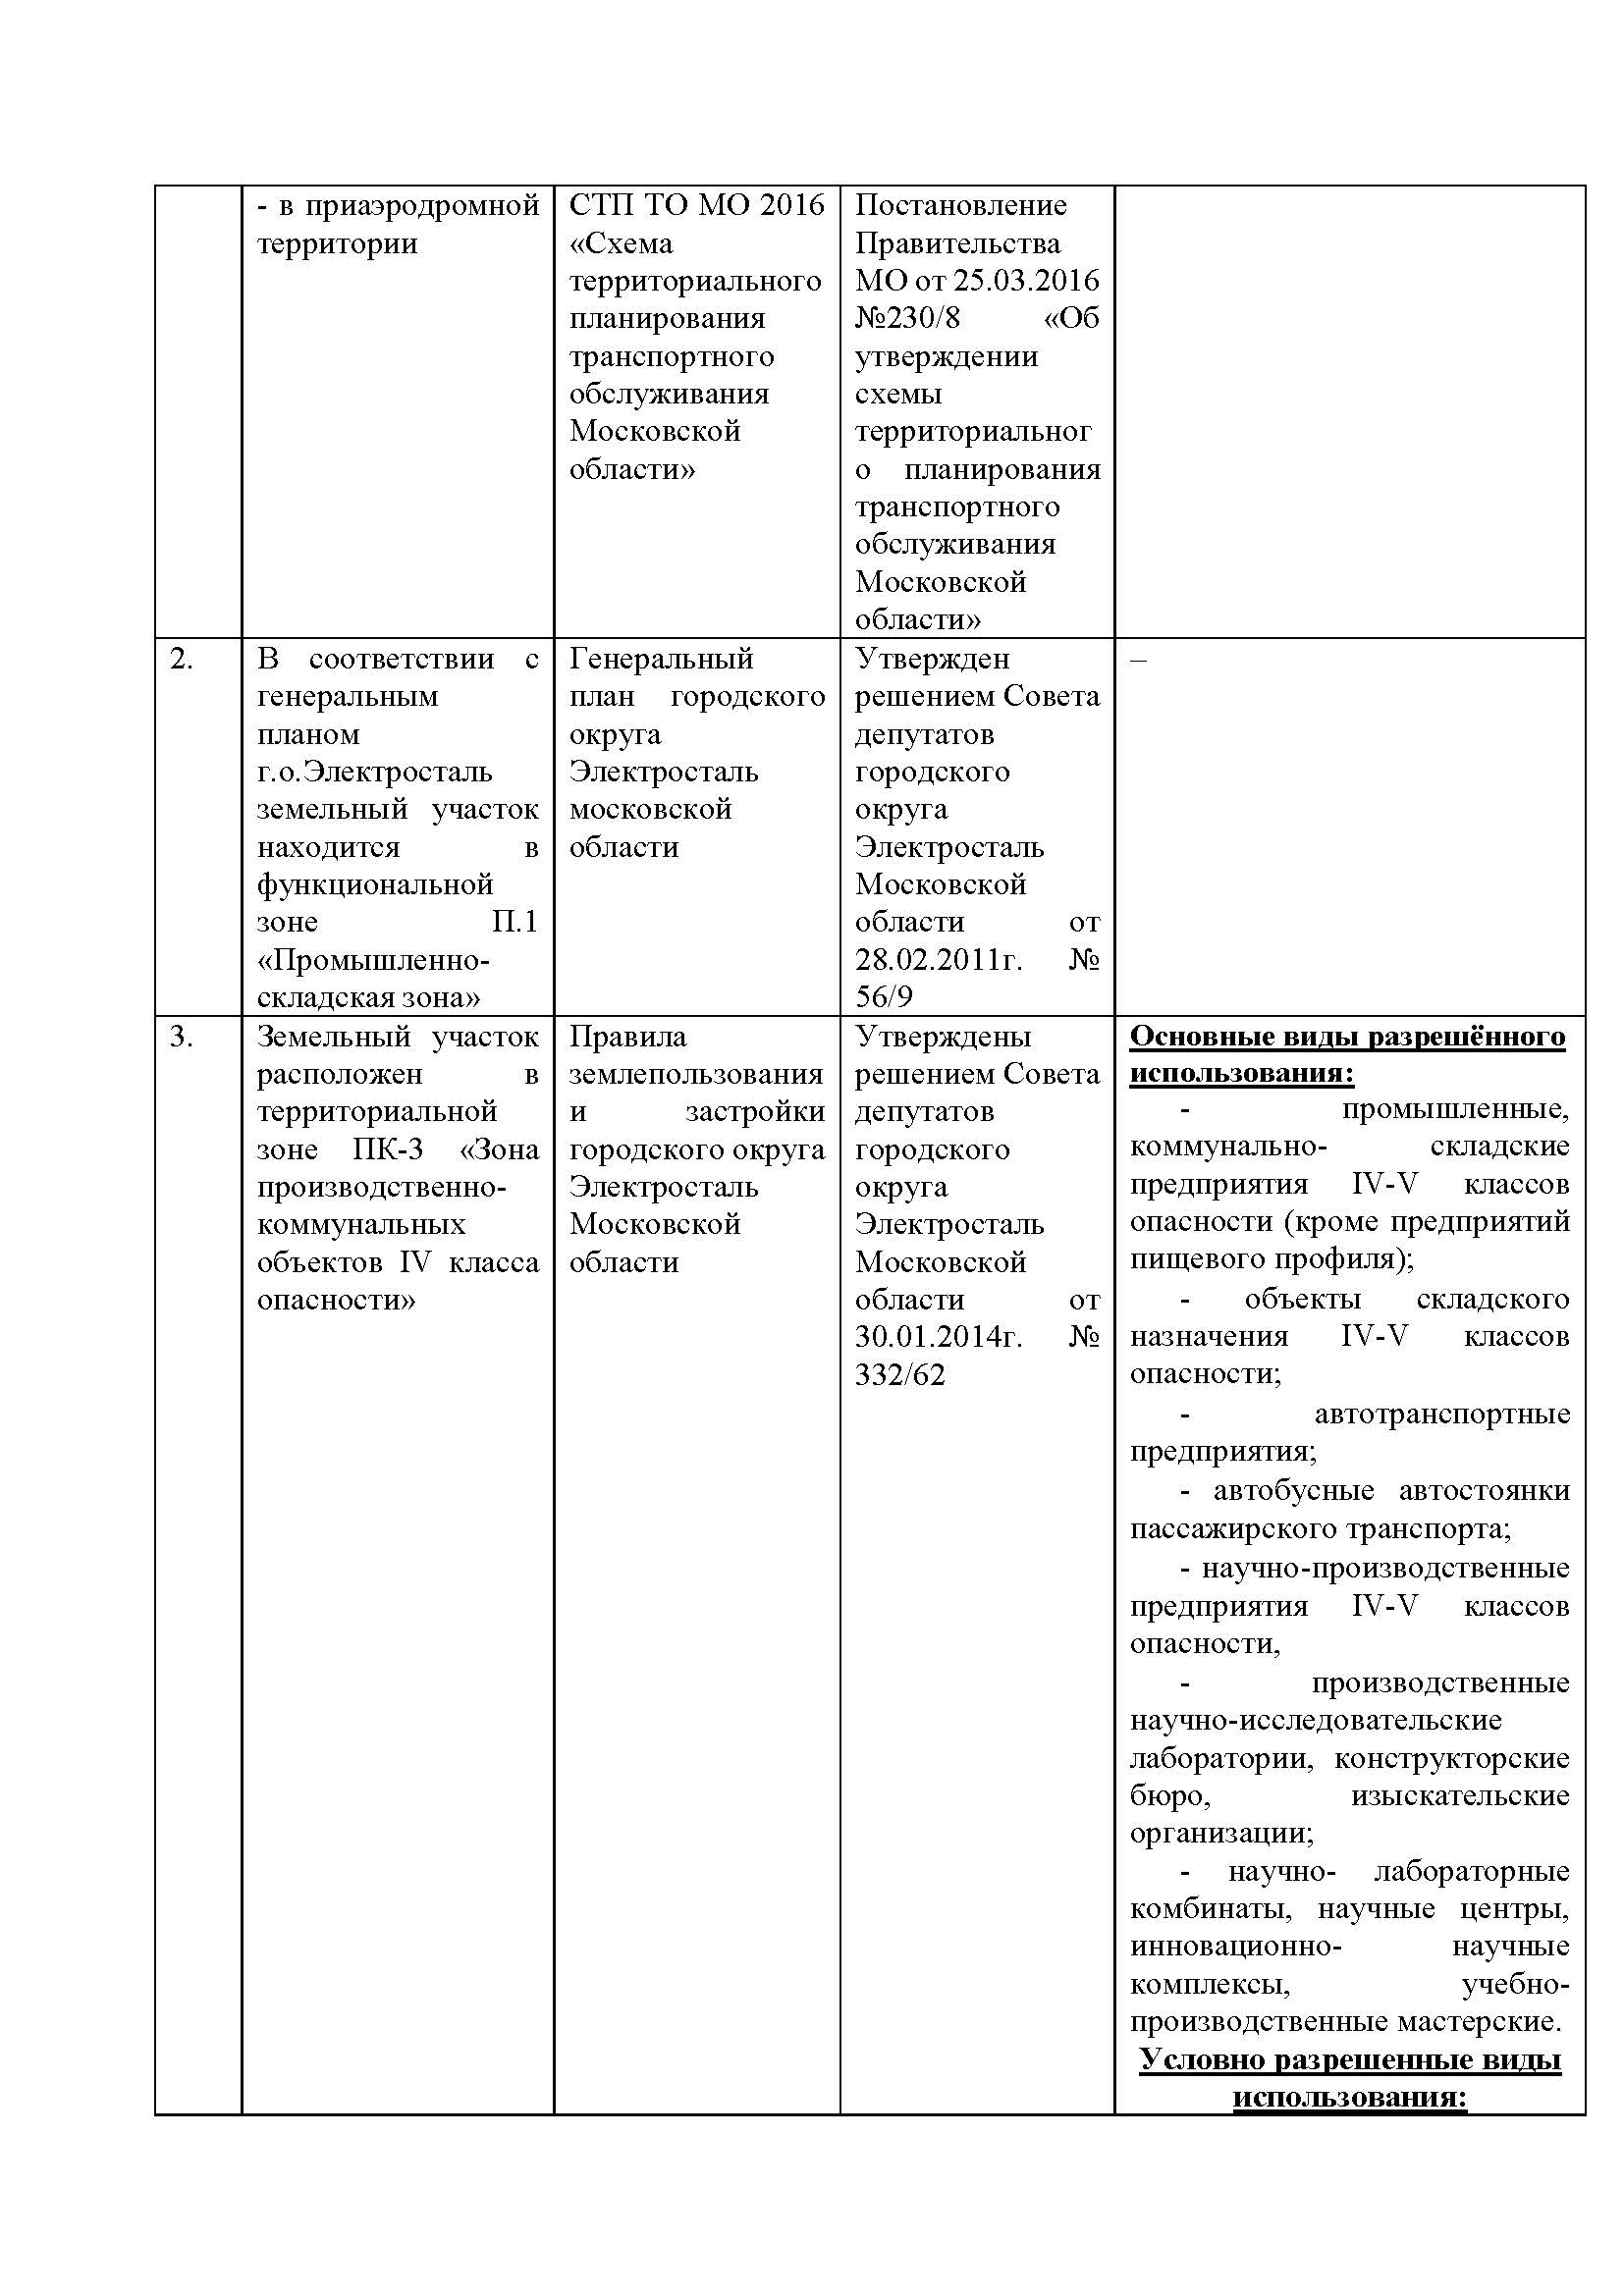 - в приаэродромной
территории
СТП ТО МО 2016
«Схема
территориального
планирования
транспортного
обслуживания
Московской
области»
Постановление
Правительства
МО от 25.03.2016
№230/8 «Об
утверждении
схемы
территориальног
о планирования
транспортного
обслуживания
Московской
области»
2.
В соответствии с
генеральным
планом
г.о.Электросталь
земельный участок
находится в
функциональной
зоне П.1
«Промышленно-
складская зона»
Генеральный
план городского
округа
Электросталь
московской
области
Утвержден
решением Совета
депутатов
городского
округа
Электросталь
Московской
области от
28.02.2011г. №
56/9
–
3.
Земельный участок
расположен в
территориальной
зоне ПК-3 «Зона
производственно-
коммунальных
объектов IV класса
опасности»
Правила
землепользования
и застройки
городского округа
Электросталь
Московской
области
Утверждены
решением Совета
депутатов
городского
округа
Электросталь
Московской
области от
30.01.2014г. №
332/62
Основные виды разрешённого
использования:
- промышленные,
коммунально- складские
предприятия IV-V классов
опасности (кроме предприятий
пищевого профиля);
- объекты складского
назначения IV-V классов
опасности;
- автотранспортные
предприятия;
- автобусные автостоянки
пассажирского транспорта;
- научно-производственные
предприятия IV-V классов
опасности,
- производственные
научно-исследовательские
лаборатории, конструкторские
бюро, изыскательские
организации;
- научно- лабораторные
комбинаты, научные центры,
инновационно- научные
комплексы, учебно-
производственные мастерские.
Условно разрешенные виды
использования: